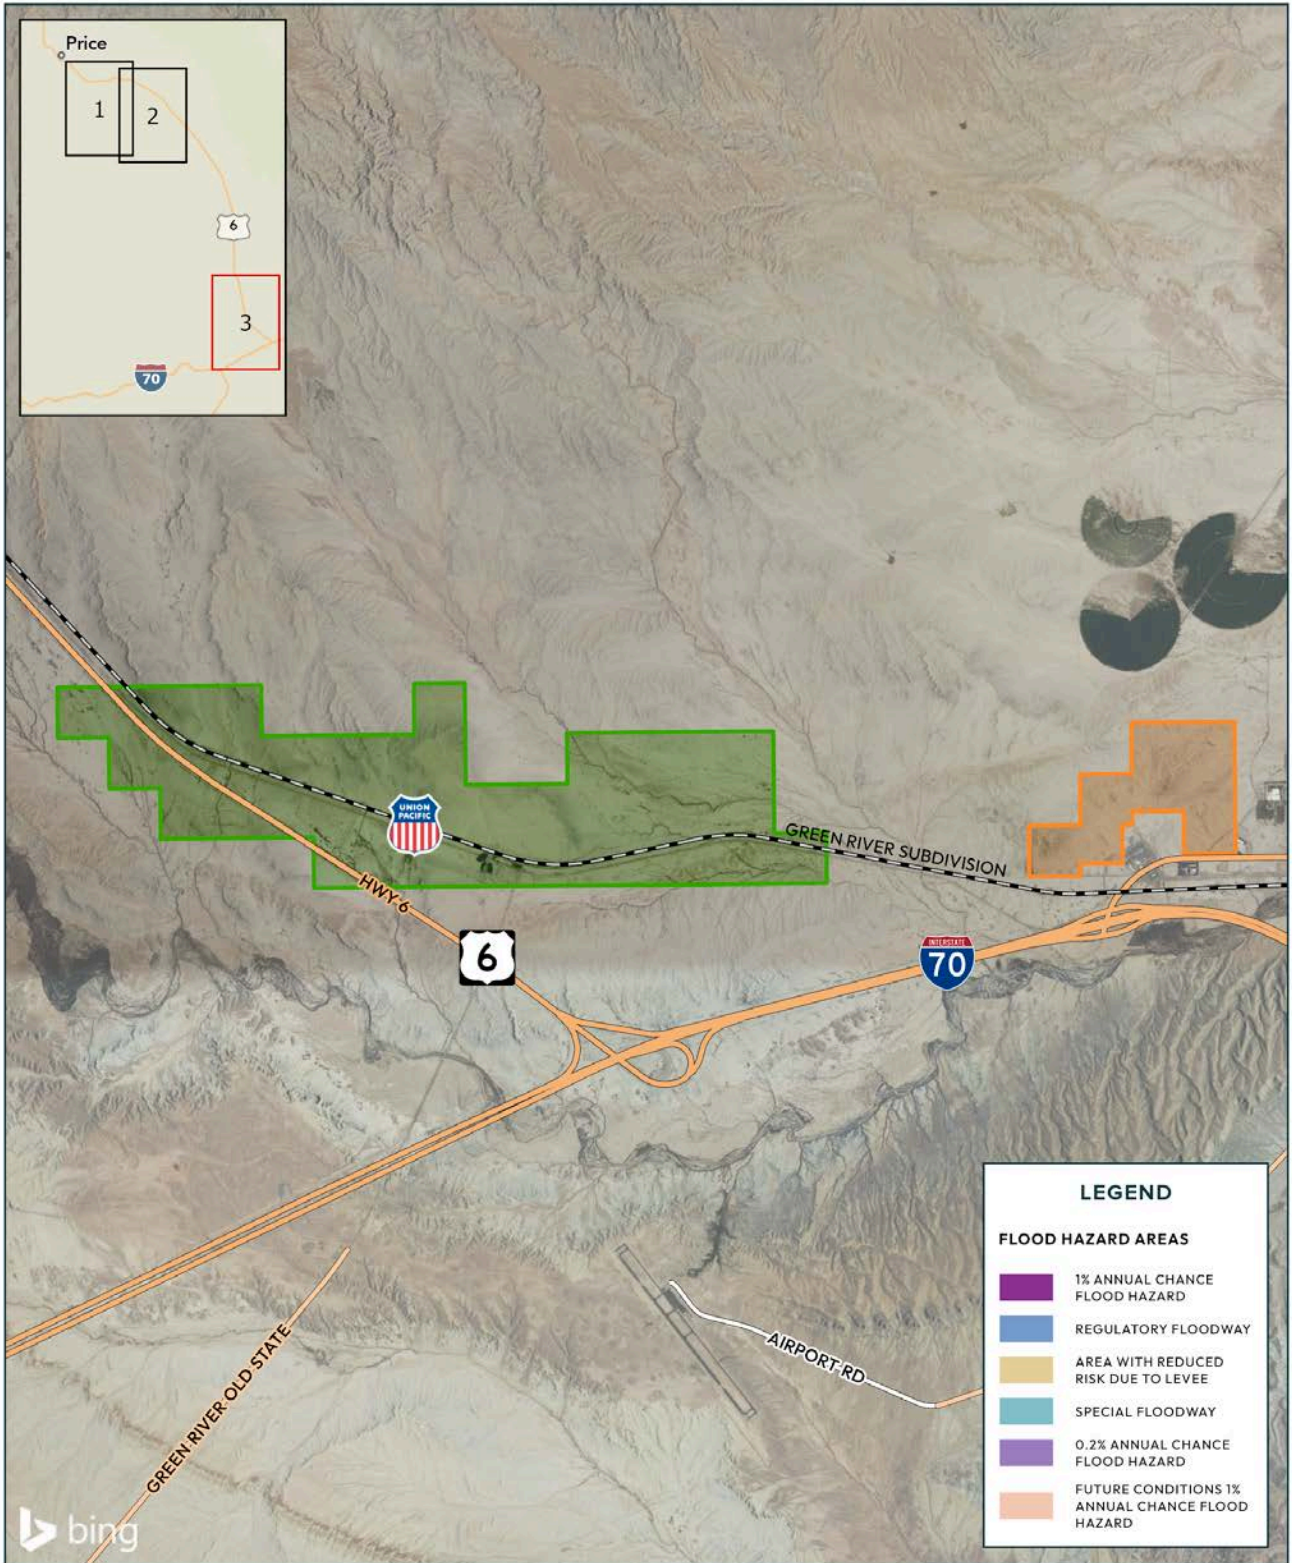 Price
1
2
6
3
70
UNION
PACIFIC
GREEN RIVER SUBDIVISION
HWY 6
6
INTERSTATE
70
AIRPORT RD
GREEN RIVER OLD STATE
LEGEND
FLOOD HAZARD AREAS
1% ANNUAL CHANCE
FLOOD HAZARD
REGULATORY FLOODWAY
AREA WITH REDUCED
RISK DUE TO LEVEE
SPECIAL FLOODWAY
0.2% ANNUAL CHANCE
FLOOD HAZARD
FUTURE CONDITIONS 1%
ANNUAL CHANCE FLOOD
HAZARD
bing